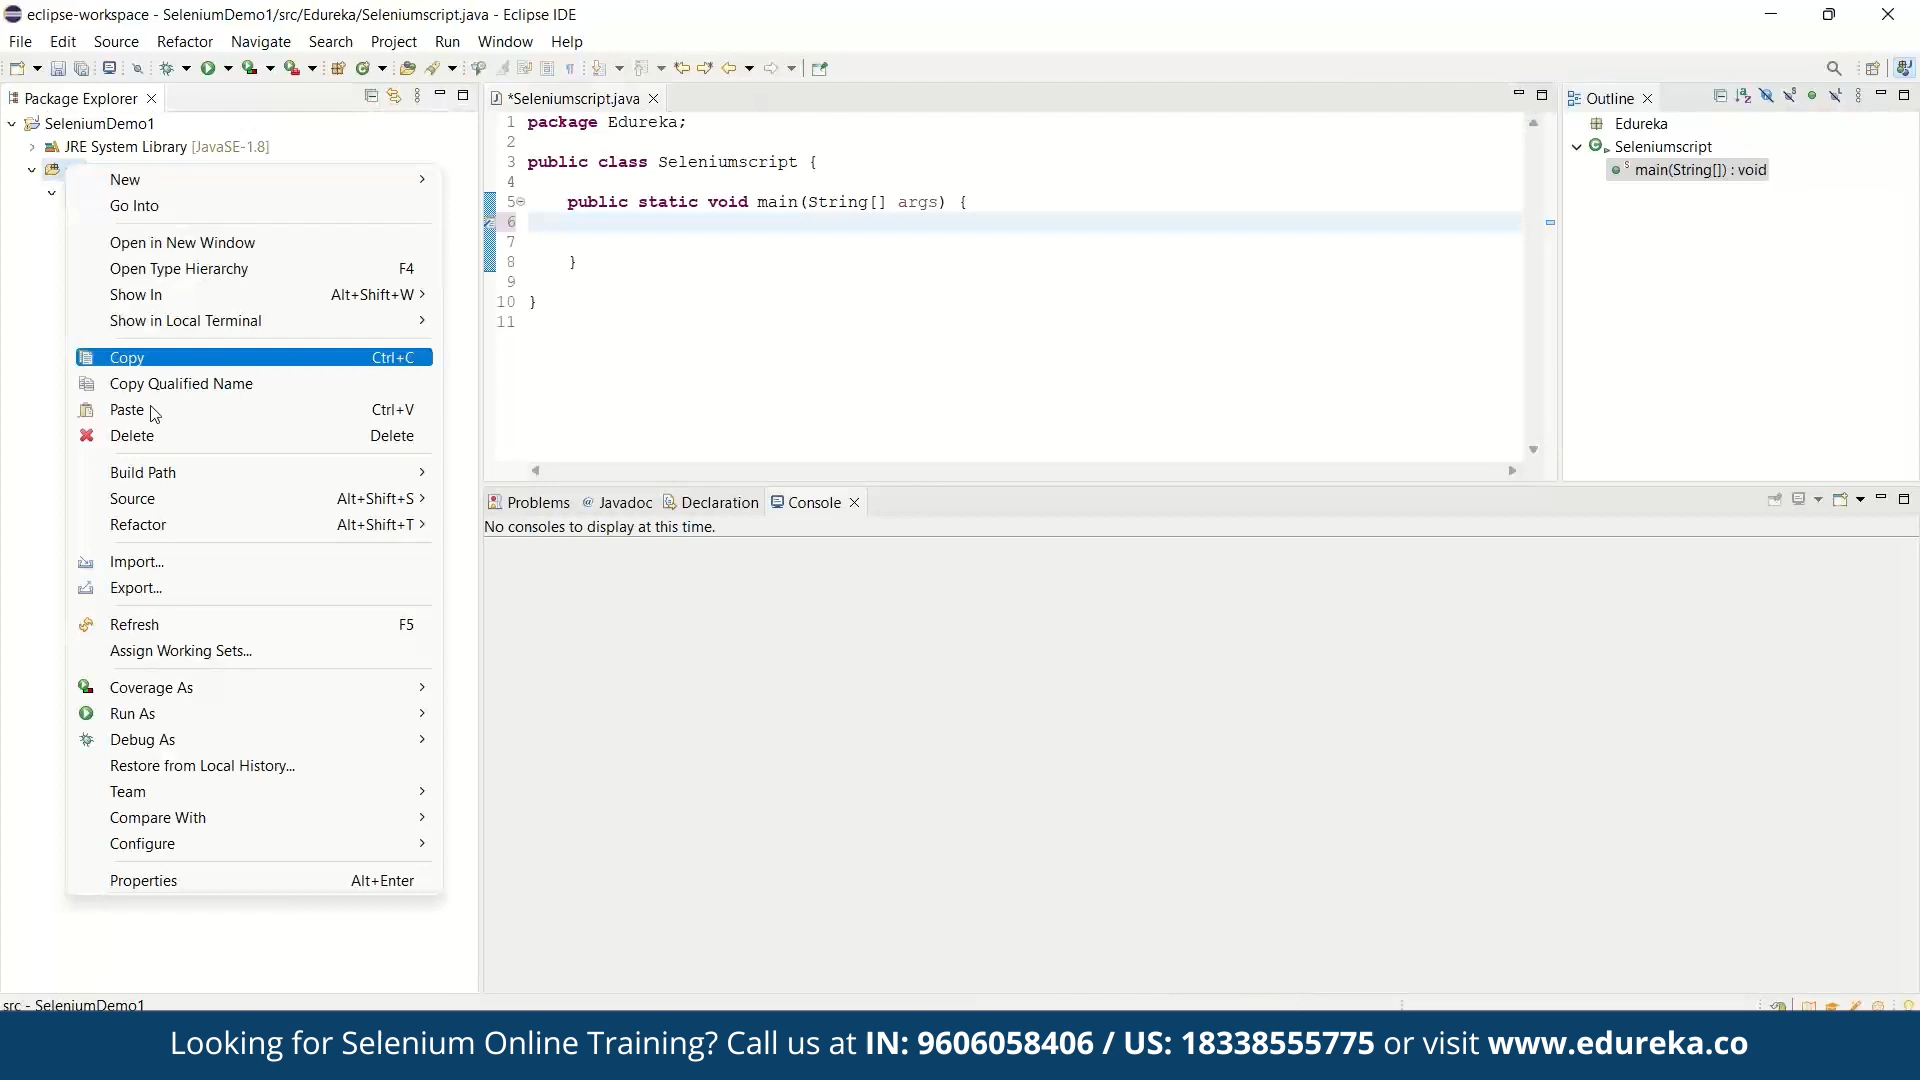 eclipse-workspace - SeleniumDemo1/src/Edureka/Seleniumscript.java - Eclipse IDE
File Edit Source Refactor Navigate Search Project Run Window Help
Package Explorer
SeleniumDemo1
JRE System Library [JavaSE-1.8]
New
Go Into
Open in New Window
Open Type Hierarchy F4
Show In Alt+Shift+W
Show in Local Terminal
Copy Ctrl+C
Copy Qualified Name
Paste Ctrl+V
Delete Delete
Build Path
Source Alt+Shift+S
Refactor Alt+Shift+T
Import...
Export...
Refresh F5
Assign Working Sets...
Coverage As
Run As
Debug As
Restore from Local History...
Team
Compare With
Configure
Properties Alt+Enter
*Seleniumscript.java
1 package Edureka;
2
3 public class Seleniumscript {
4
5 public static void main(String[] args) {
6
7
8 }
9
10 }
11
Outline
Edureka
Seleniumscript
main(String[]) : void
Problems Javadoc Declaration Console
No consoles to display at this time.
src - SeleniumDemo1
Looking for Selenium Online Training? Call us at IN: 9606058406 / US: 18338555775 or visit www.edureka.co